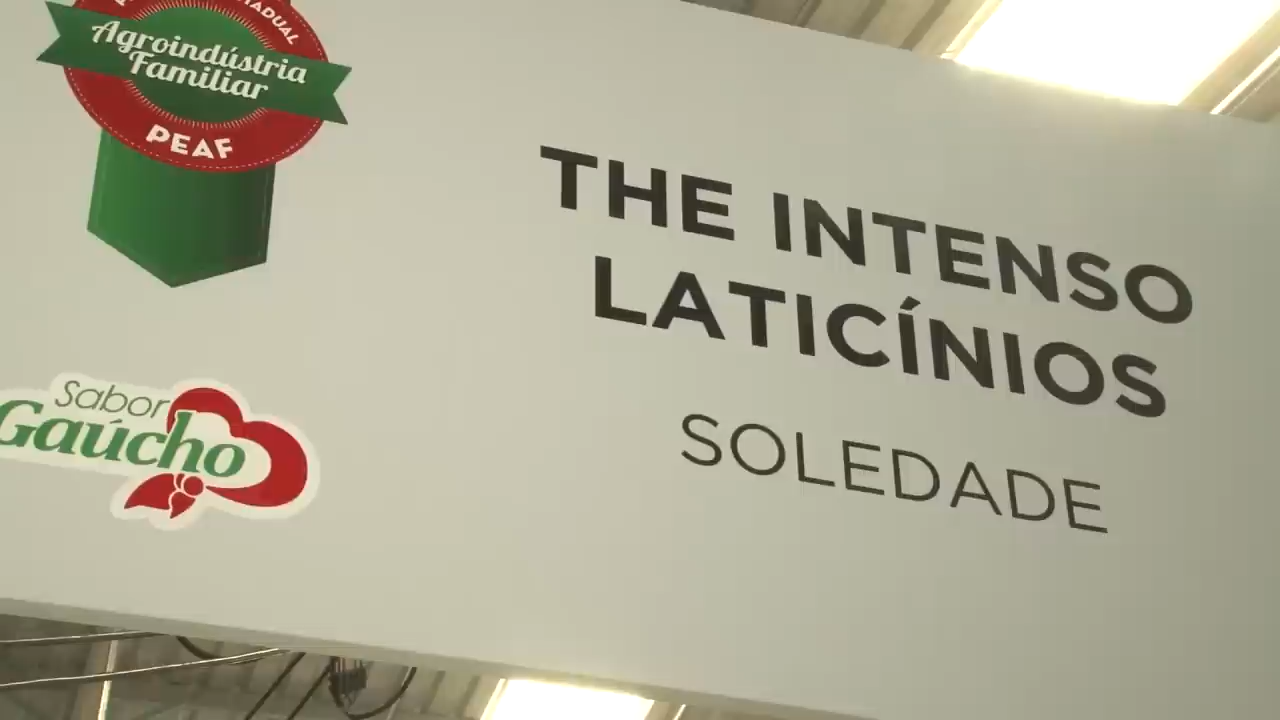 Agroindústria
Familiar
PEAF
Sabor
Gaúcho
THE INTENSO
LATICÍNIOS
SOLEDADE